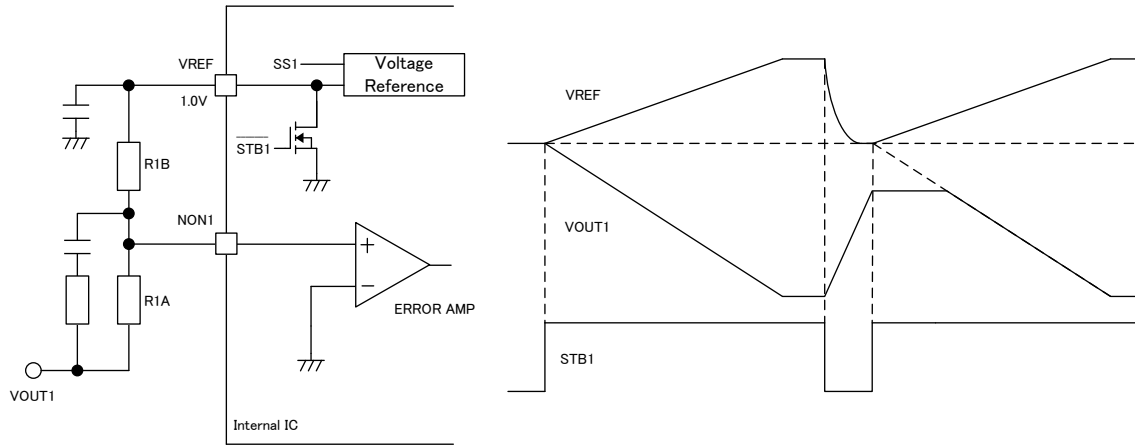 VREF
1.0V
SS1
Voltage
Reference
STB1
R1B
NON1
+
−
R1A
ERROR AMP
VOUT1
Internal IC
VREF
VOUT1
STB1